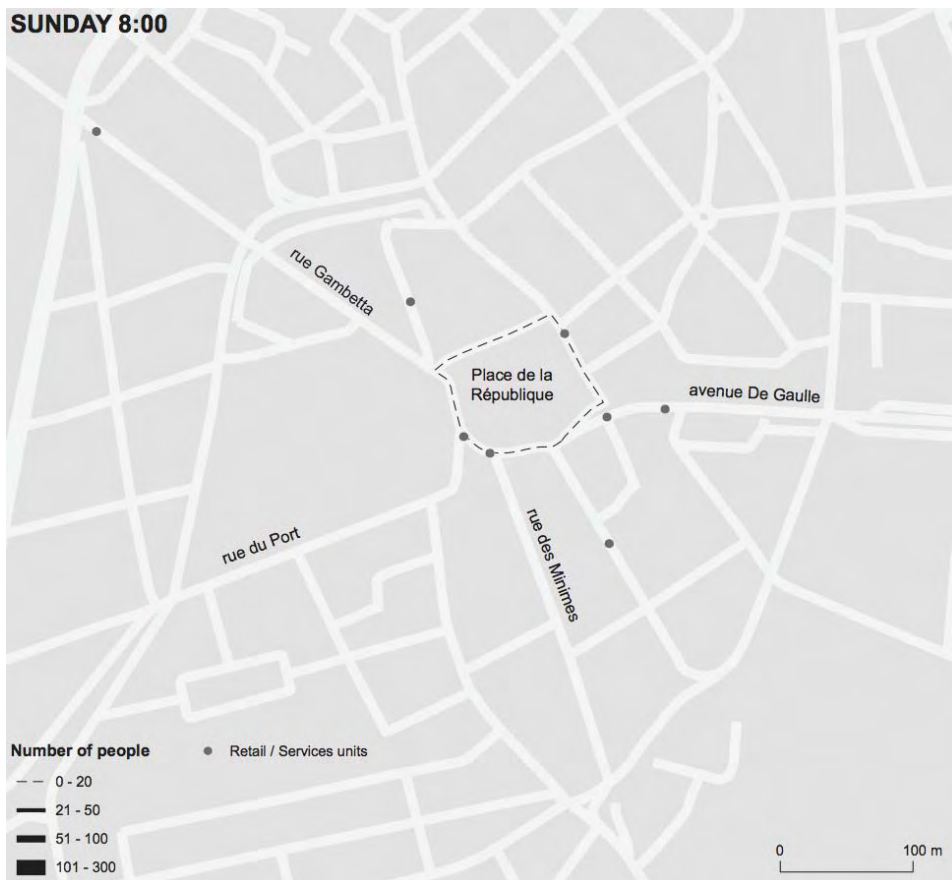 SUNDAY 8:00
rue Gambetta
Place de la
République
avenue De Gaulle
rue du Port
rue des Minimes
Number of people
Retail / Services units
0 - 20
21 - 50
51 - 100
101 - 300
0
100 m